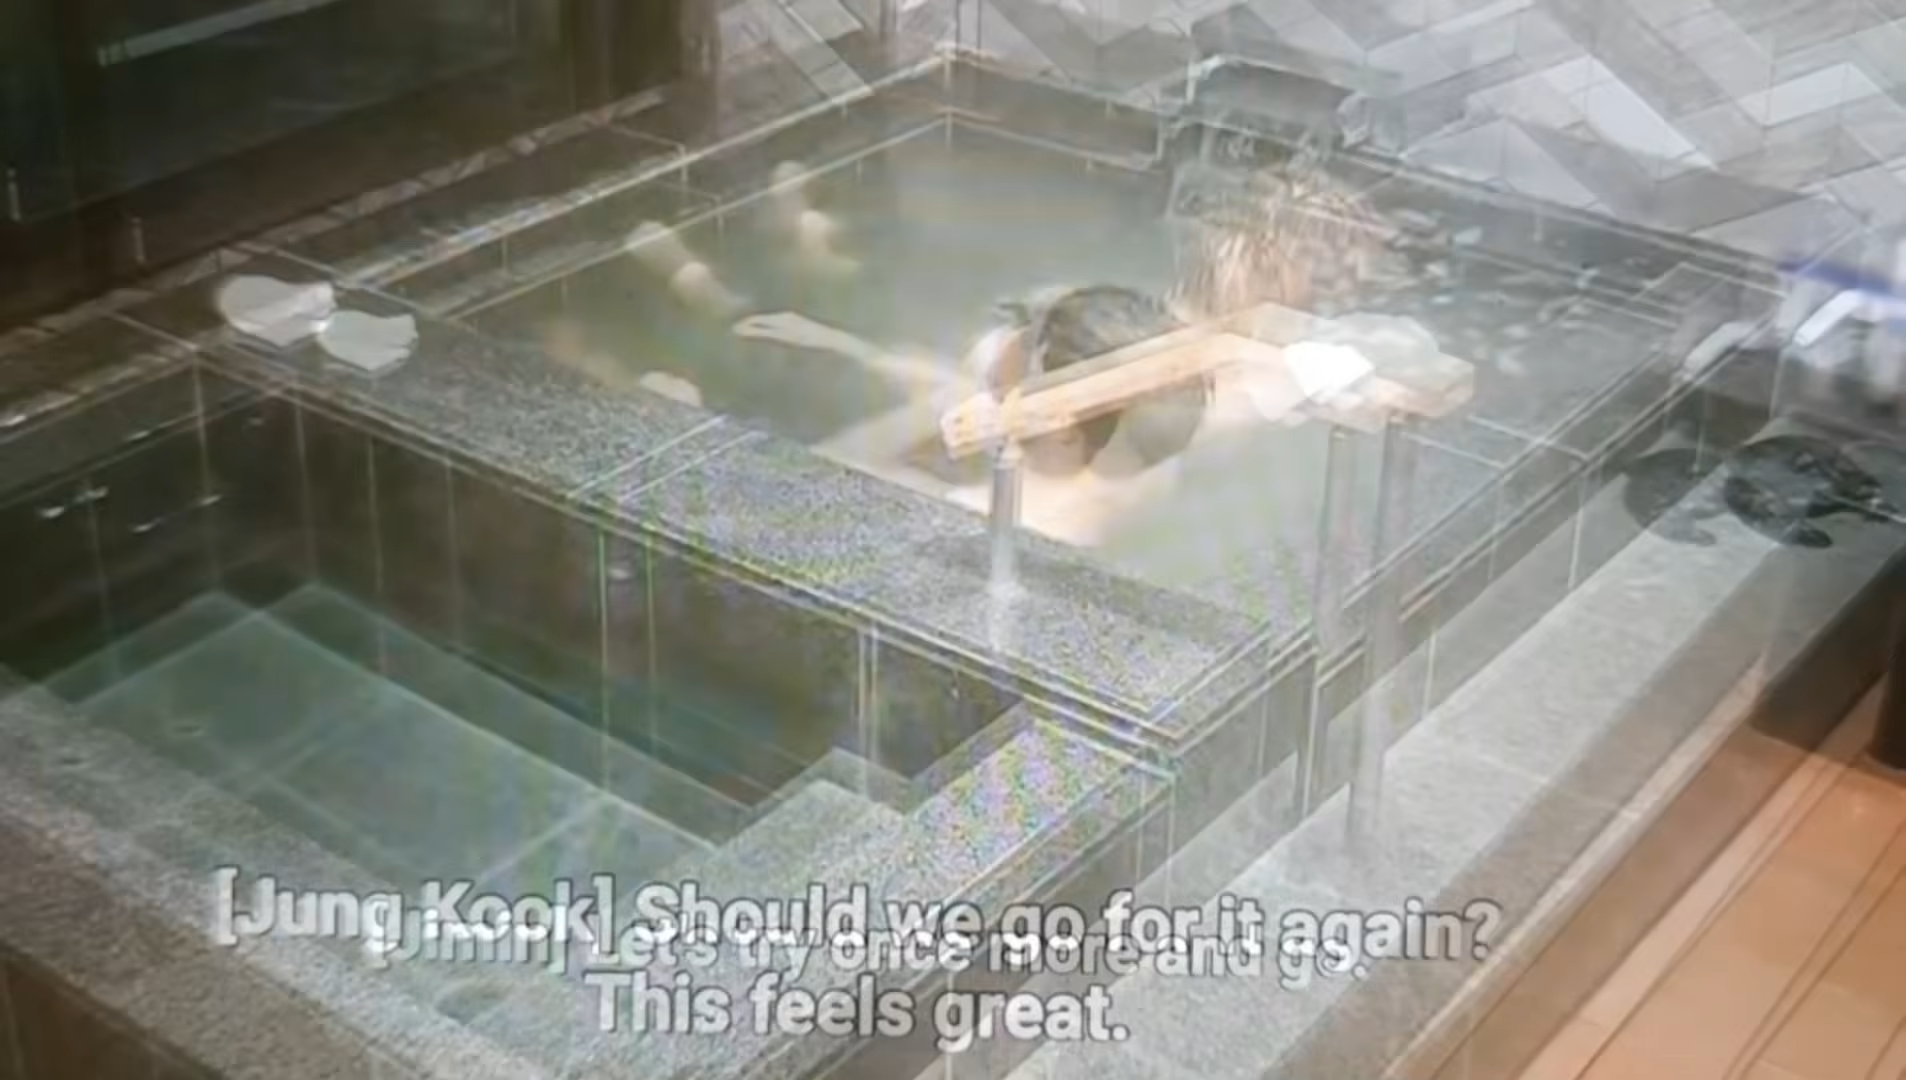 [Jung Kook] Should we go for it again?
[Jimin] Let's try once more and go.
This feels great.